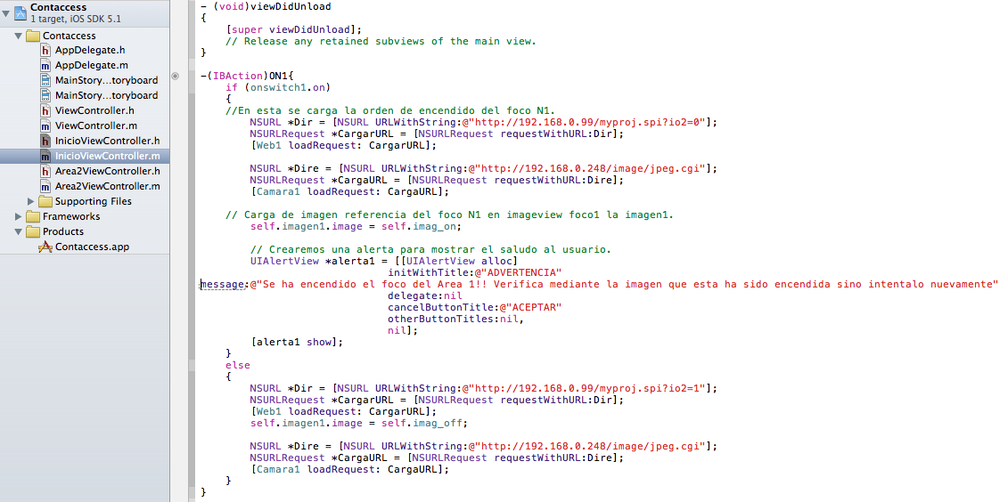 Contaccess
1 target, iOS SDK 5.1
Contaccess
AppDelegate.h
AppDelegate.m
MainStory...toryboard
MainStory...toryboard
ViewController.h
ViewController.m
InicioViewController.h
InicioViewController.m
Area2ViewController.h
Area2ViewController.m
Supporting Files
Frameworks
Products
Contaccess.app
- (void)viewDidUnload
{
[super viewDidUnload];
// Release any retained subviews of the main view.
}
-(IBAction)ON1{
if (onswitch1.on)
{
//En esta se carga la orden de encendido del foco N1.
NSURL *Dir = [NSURL URLWithString:@"http://192.168.0.99/myproj.spi?io2=0"];
NSURLRequest *CargarURL = [NSURLRequest requestWithURL:Dir];
[Web1 loadRequest: CargarURL];
NSURL *Dire = [NSURL URLWithString:@"http://192.168.0.248/image/jpeg.cgi"];
NSURLRequest *CargaURL = [NSURLRequest requestWithURL:Dire];
[Camara1 loadRequest: CargaURL];
// Carga de imagen referencia del foco N1 en imageview foco1 la imagen1.
self.imagen1.image = self.imag_on;
// Crearemos una alerta para mostrar el saludo al usuario.
UIAlertView *alerta1 = [[UIAlertView alloc]
initWithTitle:@"ADVERTENCIA"
message:@"Se ha encendido el foco del Area 1!! Verifica mediante la imagen que esta ha sido encendida sino intentalo nuevamente"
delegate:nil
cancelButtonTitle:@"ACEPTAR"
otherButtonTitles:nil,
nil];
[alerta1 show];
}
else
{
NSURL *Dir = [NSURL URLWithString:@"http://192.168.0.99/myproj.spi?io2=1"];
NSURLRequest *CargarURL = [NSURLRequest requestWithURL:Dir];
[Web1 loadRequest: CargarURL];
self.imagen1.image = self.imag_off;
NSURL *Dire = [NSURL URLWithString:@"http://192.168.0.248/image/jpeg.cgi"];
NSURLRequest *CargaURL = [NSURLRequest requestWithURL:Dire];
[Camara1 loadRequest: CargaURL];
}
}